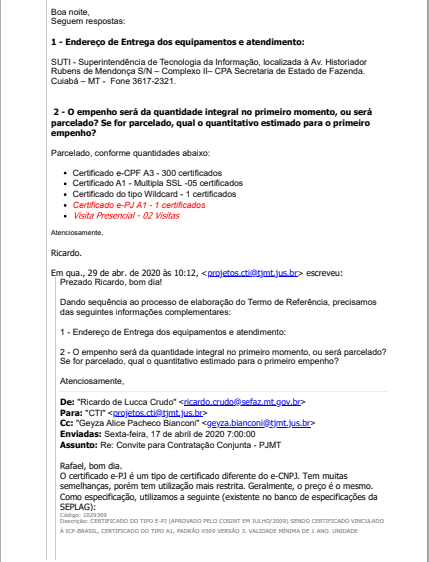 Boa noite,
Seguem respostas:
1 - Endereço de Entrega dos equipamentos e atendimento:
SUTI - Superintendência de Tecnologia da Informação, localizada à Av. Historiador
Rubens de Mendonça S/N – Complexo II– CPA Secretaria de Estado de Fazenda.
Cuiabá – MT - Fone 3617-2321.
2 - O empenho será da quantidade integral no primeiro momento, ou será
parcelado? Se for parcelado, qual o quantitativo estimado para o primeiro
empenho?
Parcelado, conforme quantidades abaixo:
• Certificado e-CPF A3 - 300 certificados
• Certificado A1 - Multipla SSL -05 certificados
• Certificado do tipo Wildcard - 1 certificados
• Certificado e-PJ A1 - 1 certificados
• Visita Presencial - 02 Visitas
Atenciosamente,
Ricardo.
Em qua., 29 de abr. de 2020 às 10:12, <projetos.cti@tjmt.jus.br> escreveu:
Prezado Ricardo, bom dia!
Dando sequência ao processo de elaboração do Termo de Referência, precisamos
das seguintes informações complementares:
1 - Endereço de Entrega dos equipamentos e atendimento:
2 - O empenho será da quantidade integral no primeiro momento, ou será parcelado?
Se for parcelado, qual o quantitativo estimado para o primeiro empenho?
Atenciosamente,
De: "Ricardo de Lucca Crudo" <ricardo.crudo@sefaz.mt.gov.br>
Para: "CTI" <projetos.cti@tjmt.jus.br>
Cc: "Geyza Alice Pacheco Bianconi" <geyza.bianconi@tjmt.jus.br>
Enviadas: Sexta-feira, 17 de abril de 2020 7:00:00
Assunto: Re: Convite para Contratação Conjunta - PJMT
Rafael, bom dia.
O certificado e-PJ é um tipo de certificado diferente do e-CNPJ. Tem muitas
semelhanças, porém tem utilização mais restrita. Geralmente, o preço é o mesmo.
Como especificação, utilizamos a seguinte (existente no banco de especificações da
SEPLAG):
Código: 1029369
Descrição: CERTIFICADO DO TIPO E-PJ (APROVADO PELO COSINT EM JULHO/2009) SENDO CERTIFICADO VINCULADO
À ICP-BRASIL, CERTIFICADO DO TIPO A1, PADRÃO X509 VERSÃO 3. VALIDADE MÍNIMA DE 1 ANO. UNIDADE